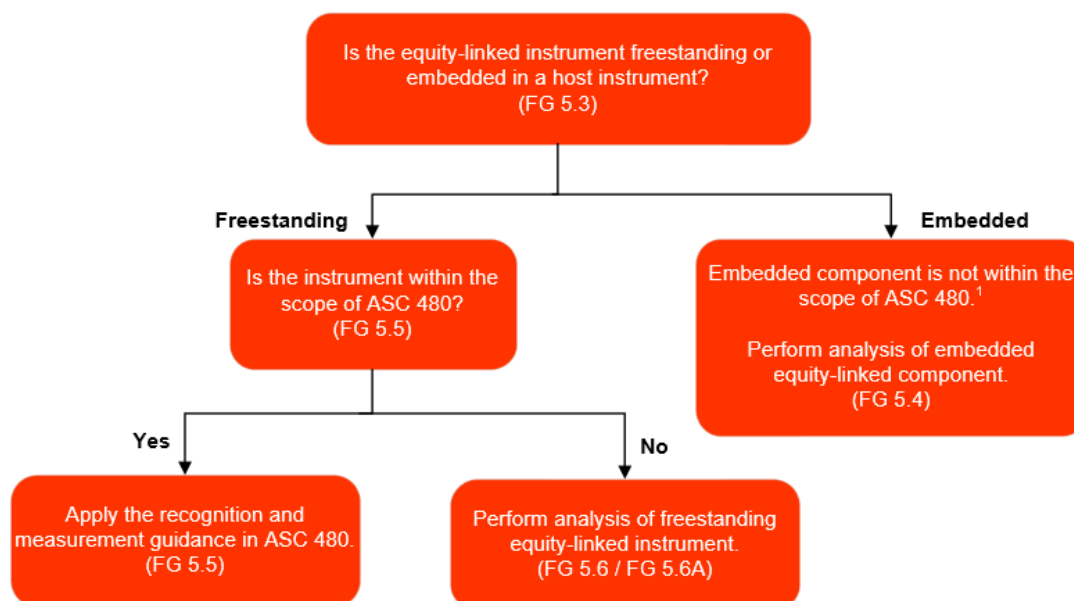 Is the equity-linked instrument freestanding or
embedded in a host instrument?
(FG 5.3)
Freestanding
Embedded
Is the instrument within the
scope of ASC 480?
(FG 5.5)
Embedded component is not within the
scope of ASC 480.¹
Perform analysis of embedded
equity-linked component.
(FG 5.4)
Yes
No
Apply the recognition and
measurement guidance in ASC 480.
(FG 5.5)
Perform analysis of freestanding
equity-linked instrument.
(FG 5.6 / FG 5.6A)